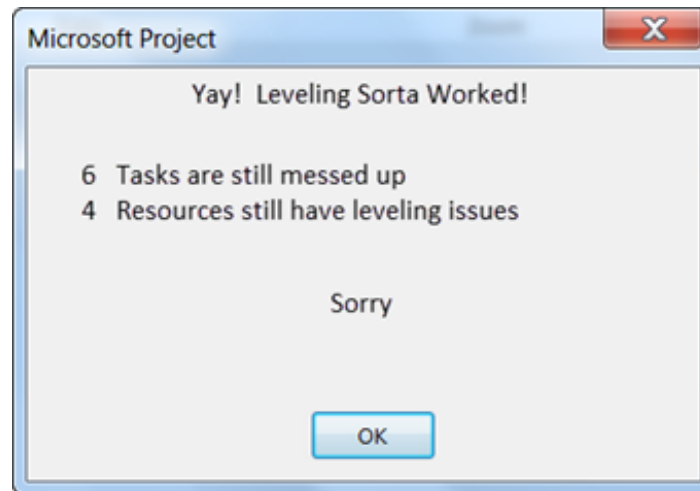 Microsoft Project
Yay! Leveling Sorta Worked!
6 Tasks are still messed up
4 Resources still have leveling issues
Sorry
OK